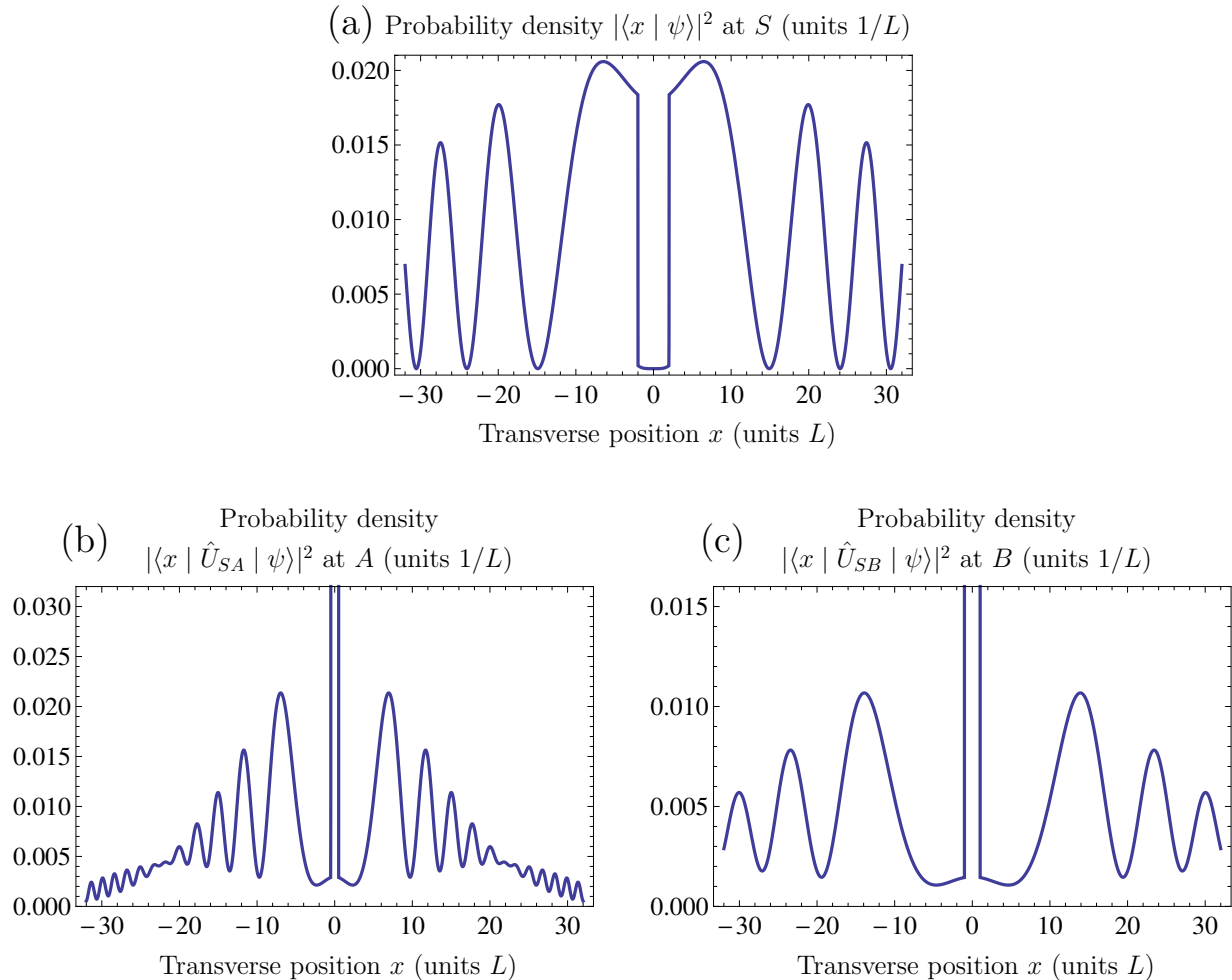 (a) Probability density |⟨x | ψ⟩|² at S (units 1/L)
0.020
0.015
0.010
0.005
0.000
−30 −20 −10 0 10 20 30
Transverse position x (units L)
(b) Probability density
|⟨x | Û_SA | ψ⟩|² at A (units 1/L)
0.030
0.025
0.020
0.015
0.010
0.005
0.000
−30 −20 −10 0 10 20 30
Transverse position x (units L)
(c) Probability density
|⟨x | Û_SB | ψ⟩|² at B (units 1/L)
0.015
0.010
0.005
0.000
−30 −20 −10 0 10 20 30
Transverse position x (units L)